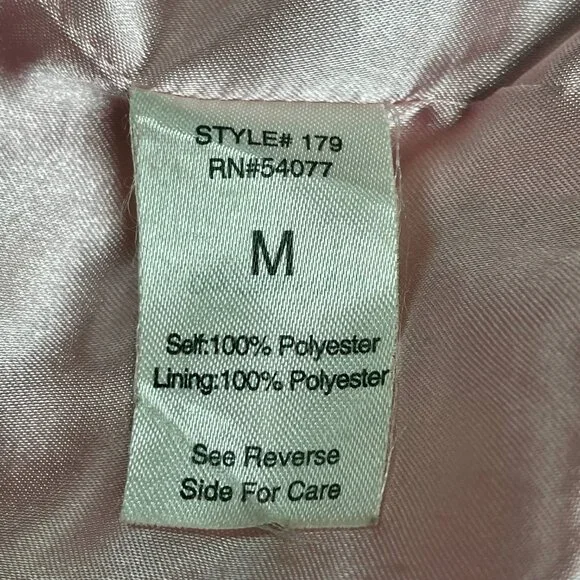 STYLE# 179
RN#54077
M
Self:100% Polyester
Lining:100% Polyester
See Reverse
Side For Care